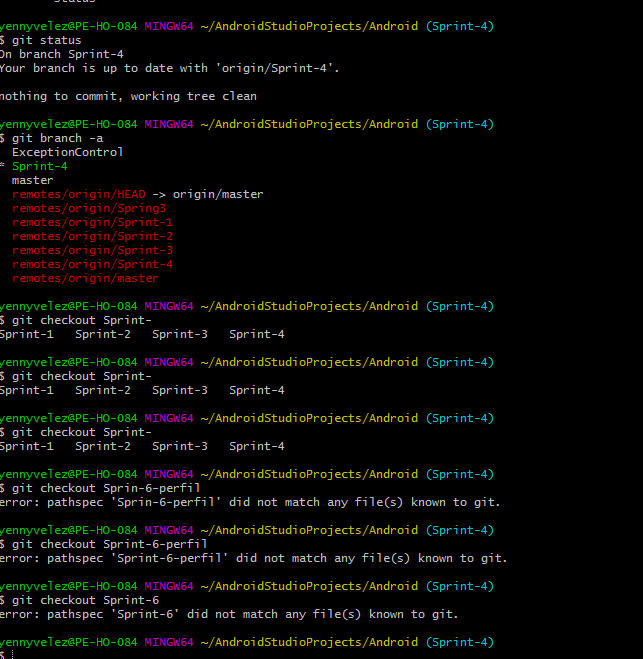 status
yennyvelez@PE-HO-084 MINGW64 ~/AndroidStudioProjects/Android (Sprint-4)
$ git status
On branch Sprint-4
Your branch is up to date with 'origin/Sprint-4'.
nothing to commit, working tree clean
yennyvelez@PE-HO-084 MINGW64 ~/AndroidStudioProjects/Android (Sprint-4)
$ git branch -a
ExceptionControl
* Sprint-4
master
remotes/origin/HEAD -> origin/master
remotes/origin/Spring3
remotes/origin/Sprint-1
remotes/origin/Sprint-2
remotes/origin/Sprint-3
remotes/origin/Sprint-4
remotes/origin/master
yennyvelez@PE-HO-084 MINGW64 ~/AndroidStudioProjects/Android (Sprint-4)
$ git checkout Sprint-
Sprint-1 Sprint-2 Sprint-3 Sprint-4
yennyvelez@PE-HO-084 MINGW64 ~/AndroidStudioProjects/Android (Sprint-4)
$ git checkout Sprint-
Sprint-1 Sprint-2 Sprint-3 Sprint-4
yennyvelez@PE-HO-084 MINGW64 ~/AndroidStudioProjects/Android (Sprint-4)
$ git checkout Sprint-
Sprint-1 Sprint-2 Sprint-3 Sprint-4
yennyvelez@PE-HO-084 MINGW64 ~/AndroidStudioProjects/Android (Sprint-4)
$ git checkout Sprin-6-perfil
error: pathspec 'Sprin-6-perfil' did not match any file(s) known to git.
yennyvelez@PE-HO-084 MINGW64 ~/AndroidStudioProjects/Android (Sprint-4)
$ git checkout Sprint-6-perfil
error: pathspec 'Sprint-6-perfil' did not match any file(s) known to git.
yennyvelez@PE-HO-084 MINGW64 ~/AndroidStudioProjects/Android (Sprint-4)
$ git checkout Sprint-6
error: pathspec 'Sprint-6' did not match any file(s) known to git.
yennyvelez@PE-HO-084 MINGW64 ~/AndroidStudioProjects/Android (Sprint-4)
$